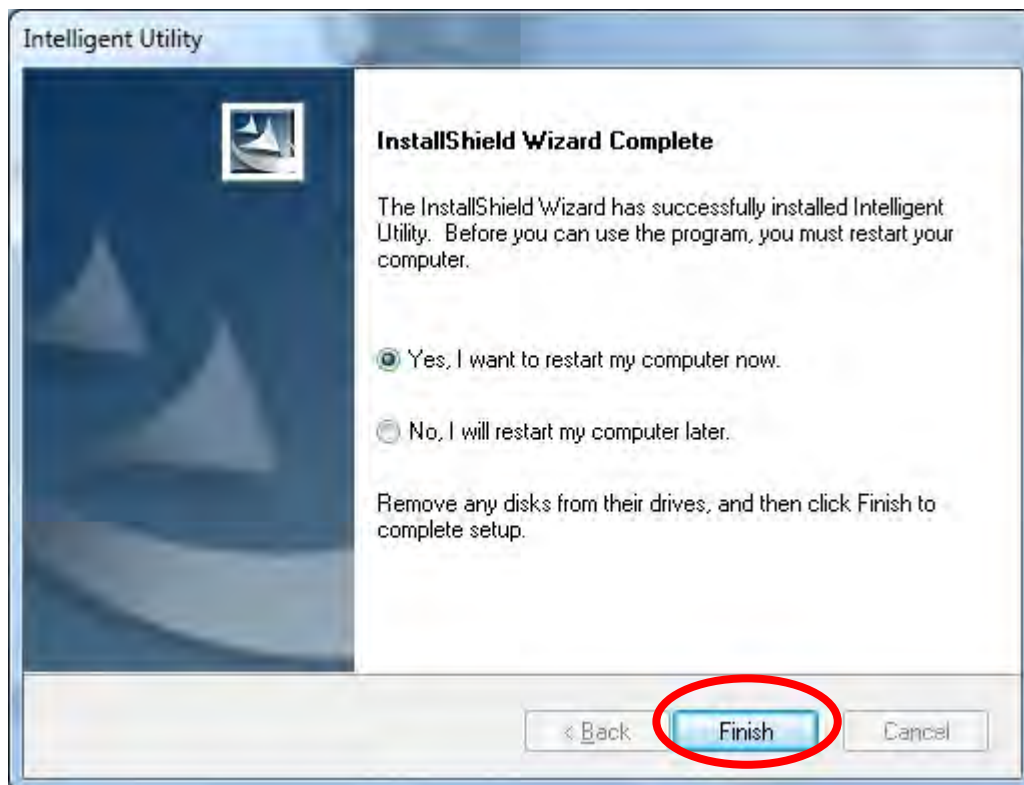 Intelligent Utility
InstallShield Wizard Complete
The InstallShield Wizard has successfully installed Intelligent
Utility.  Before you can use the program, you must restart your
computer.
Yes, I want to restart my computer now.
No, I will restart my computer later.
Remove any disks from their drives, and then click Finish to
complete setup.
< Back Finish Cancel